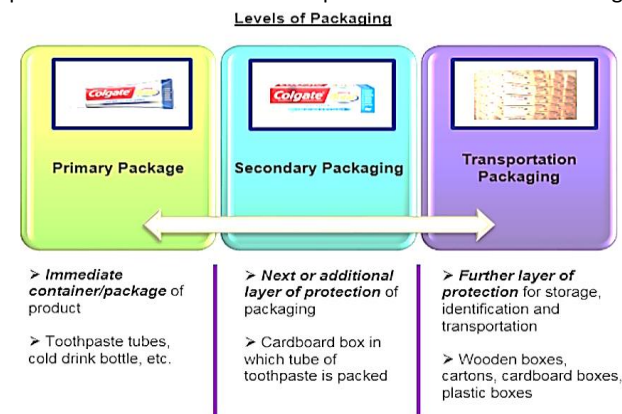 Levels of Packaging
Colgate
Colgate
Primary Package
Secondary Packaging
Transportation
Packaging
➤ Immediate
container/package of
product
➤ Toothpaste tubes,
cold drink bottle, etc.
➤ Next or additional
layer of protection of
packaging
➤ Cardboard box in
which tube of
toothpaste is packed
➤ Further layer of
protection for storage,
identification and
transportation
➤ Wooden boxes,
cartons, cardboard boxes,
plastic boxes